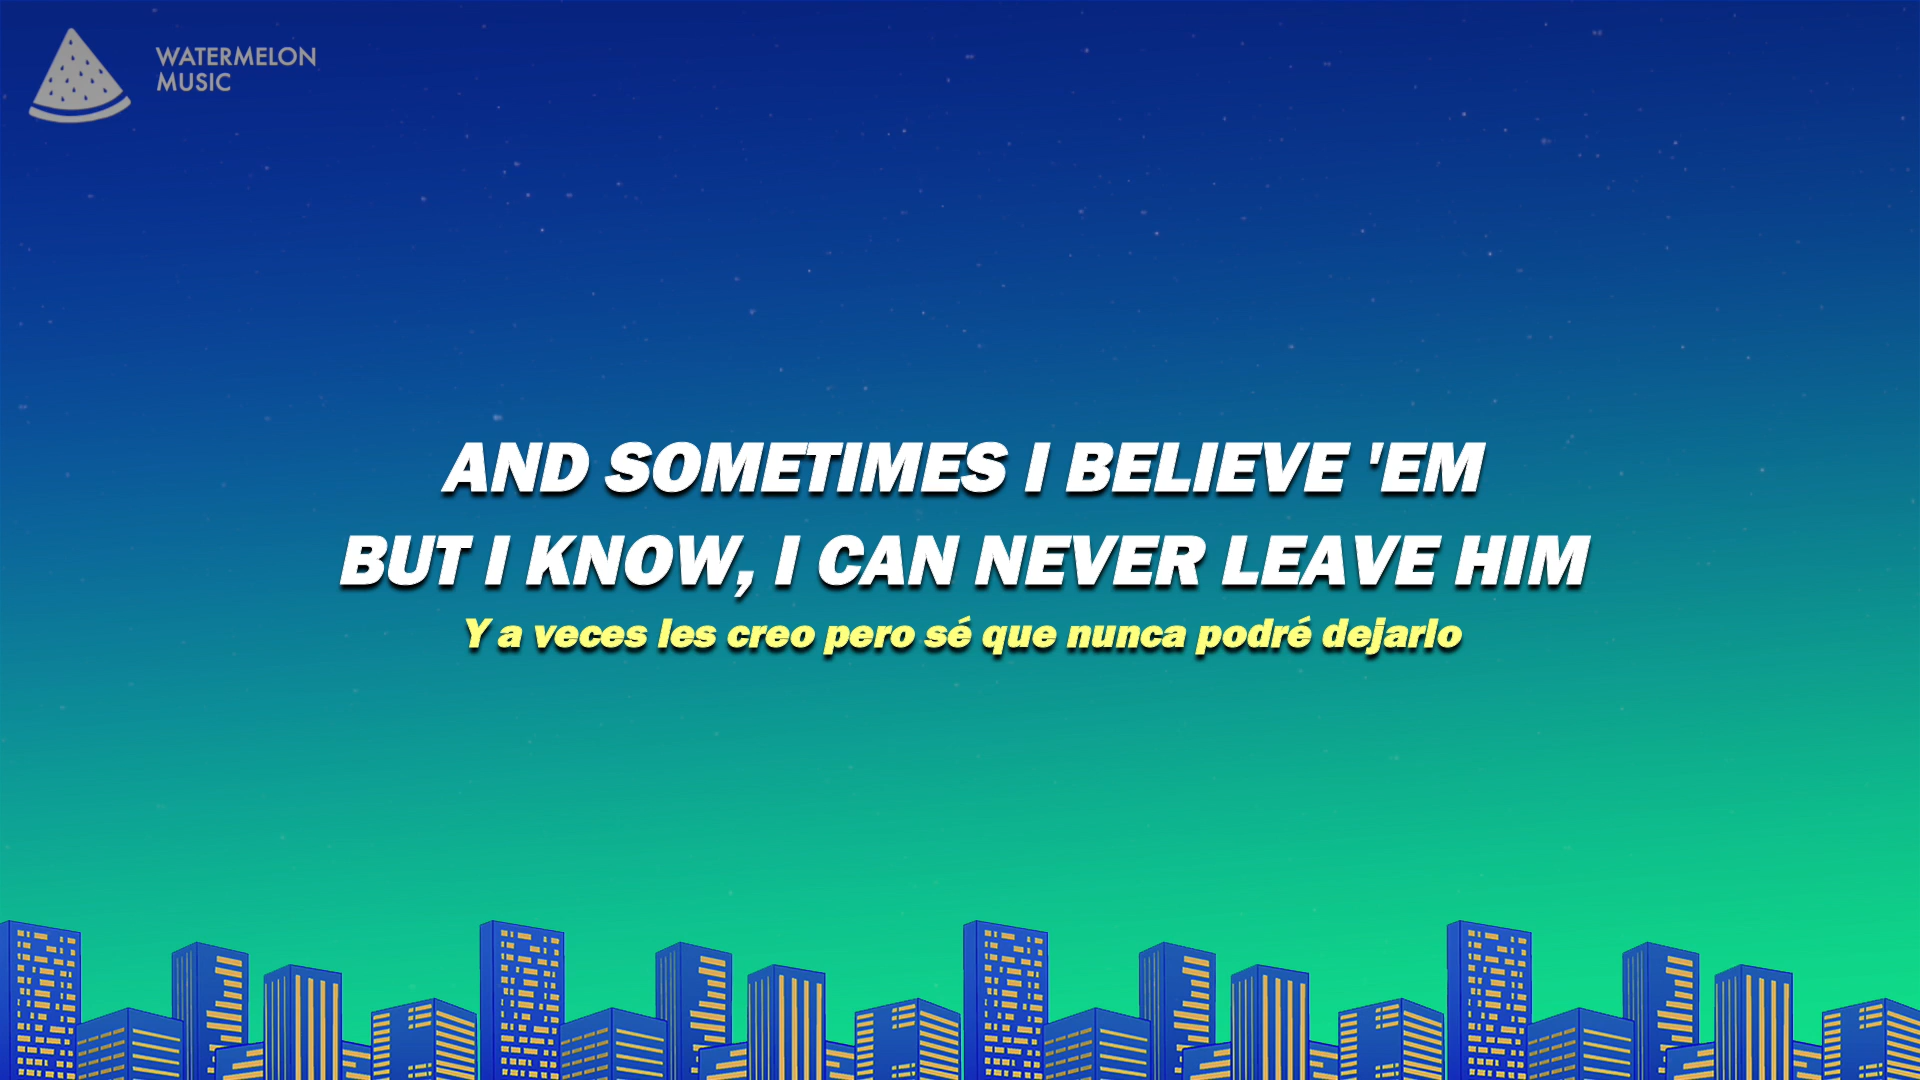 WATERMELON
MUSIC
AND SOMETIMES I BELIEVE 'EM
BUT I KNOW, I CAN NEVER LEAVE HIM
Y a veces les creo pero sé que nunca podré dejarlo